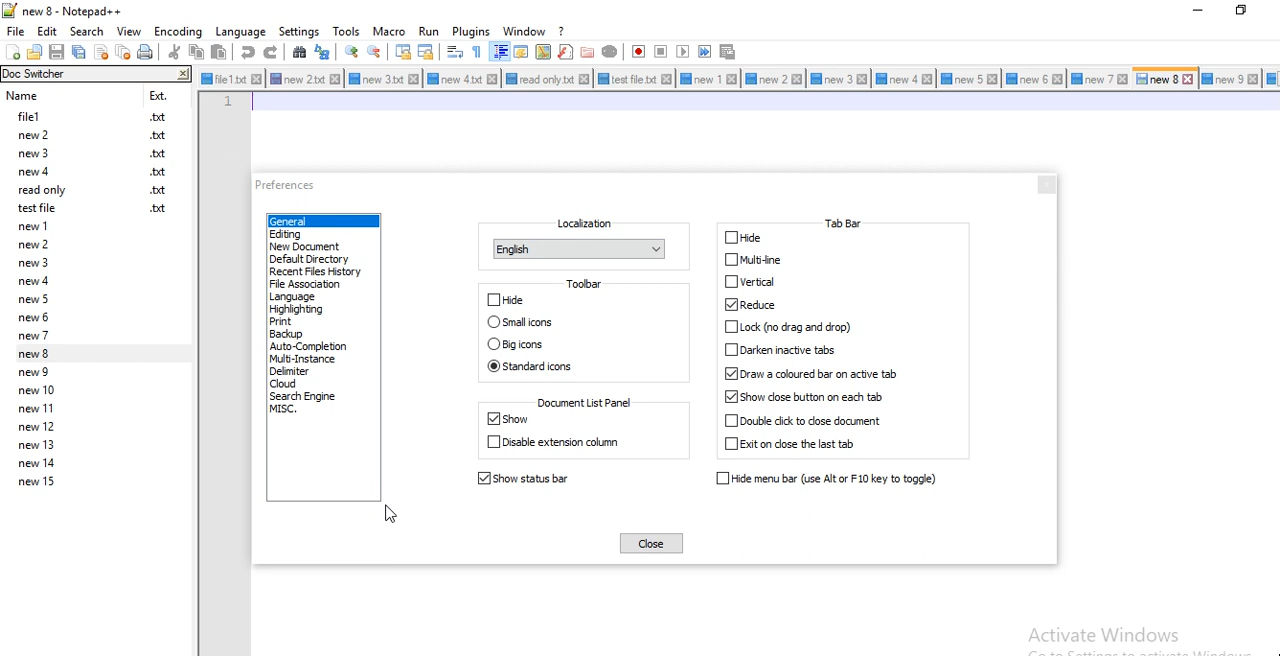 new 8 - Notepad++
File Edit Search View Encoding Language Settings Tools Macro Run Plugins Window ?
Doc Switcher
file1.txt new 2.txt new 3.txt new 4.txt read only.txt test file.txt new 1 new 2 new 3 new 4 new 5 new 6 new 7 new 8 new 9
Name Ext.
1
file1 .txt
new 2 .txt
new 3 .txt
new 4 .txt
read only .txt
test file .txt
new 1
new 2
new 3
new 4
new 5
new 6
new 7
new 8
new 9
new 10
new 11
new 12
new 13
new 14
new 15
Preferences
General
Editing
New Document
Default Directory
Recent Files History
File Association
Language
Highlighting
Print
Backup
Auto-Completion
Multi-Instance
Delimiter
Cloud
Search Engine
MISC.
Localization
English
Toolbar
Hide
Small icons
Big icons
Standard icons
Document List Panel
Show
Disable extension column
Show status bar
Tab Bar
Hide
Multi-line
Vertical
Reduce
Lock (no drag and drop)
Darken inactive tabs
Draw a coloured bar on active tab
Show close button on each tab
Double click to close document
Exit on close the last tab
Hide menu bar (use Alt or F10 key to toggle)
Close
Activate Windows
Go to Settings to activate Windows.